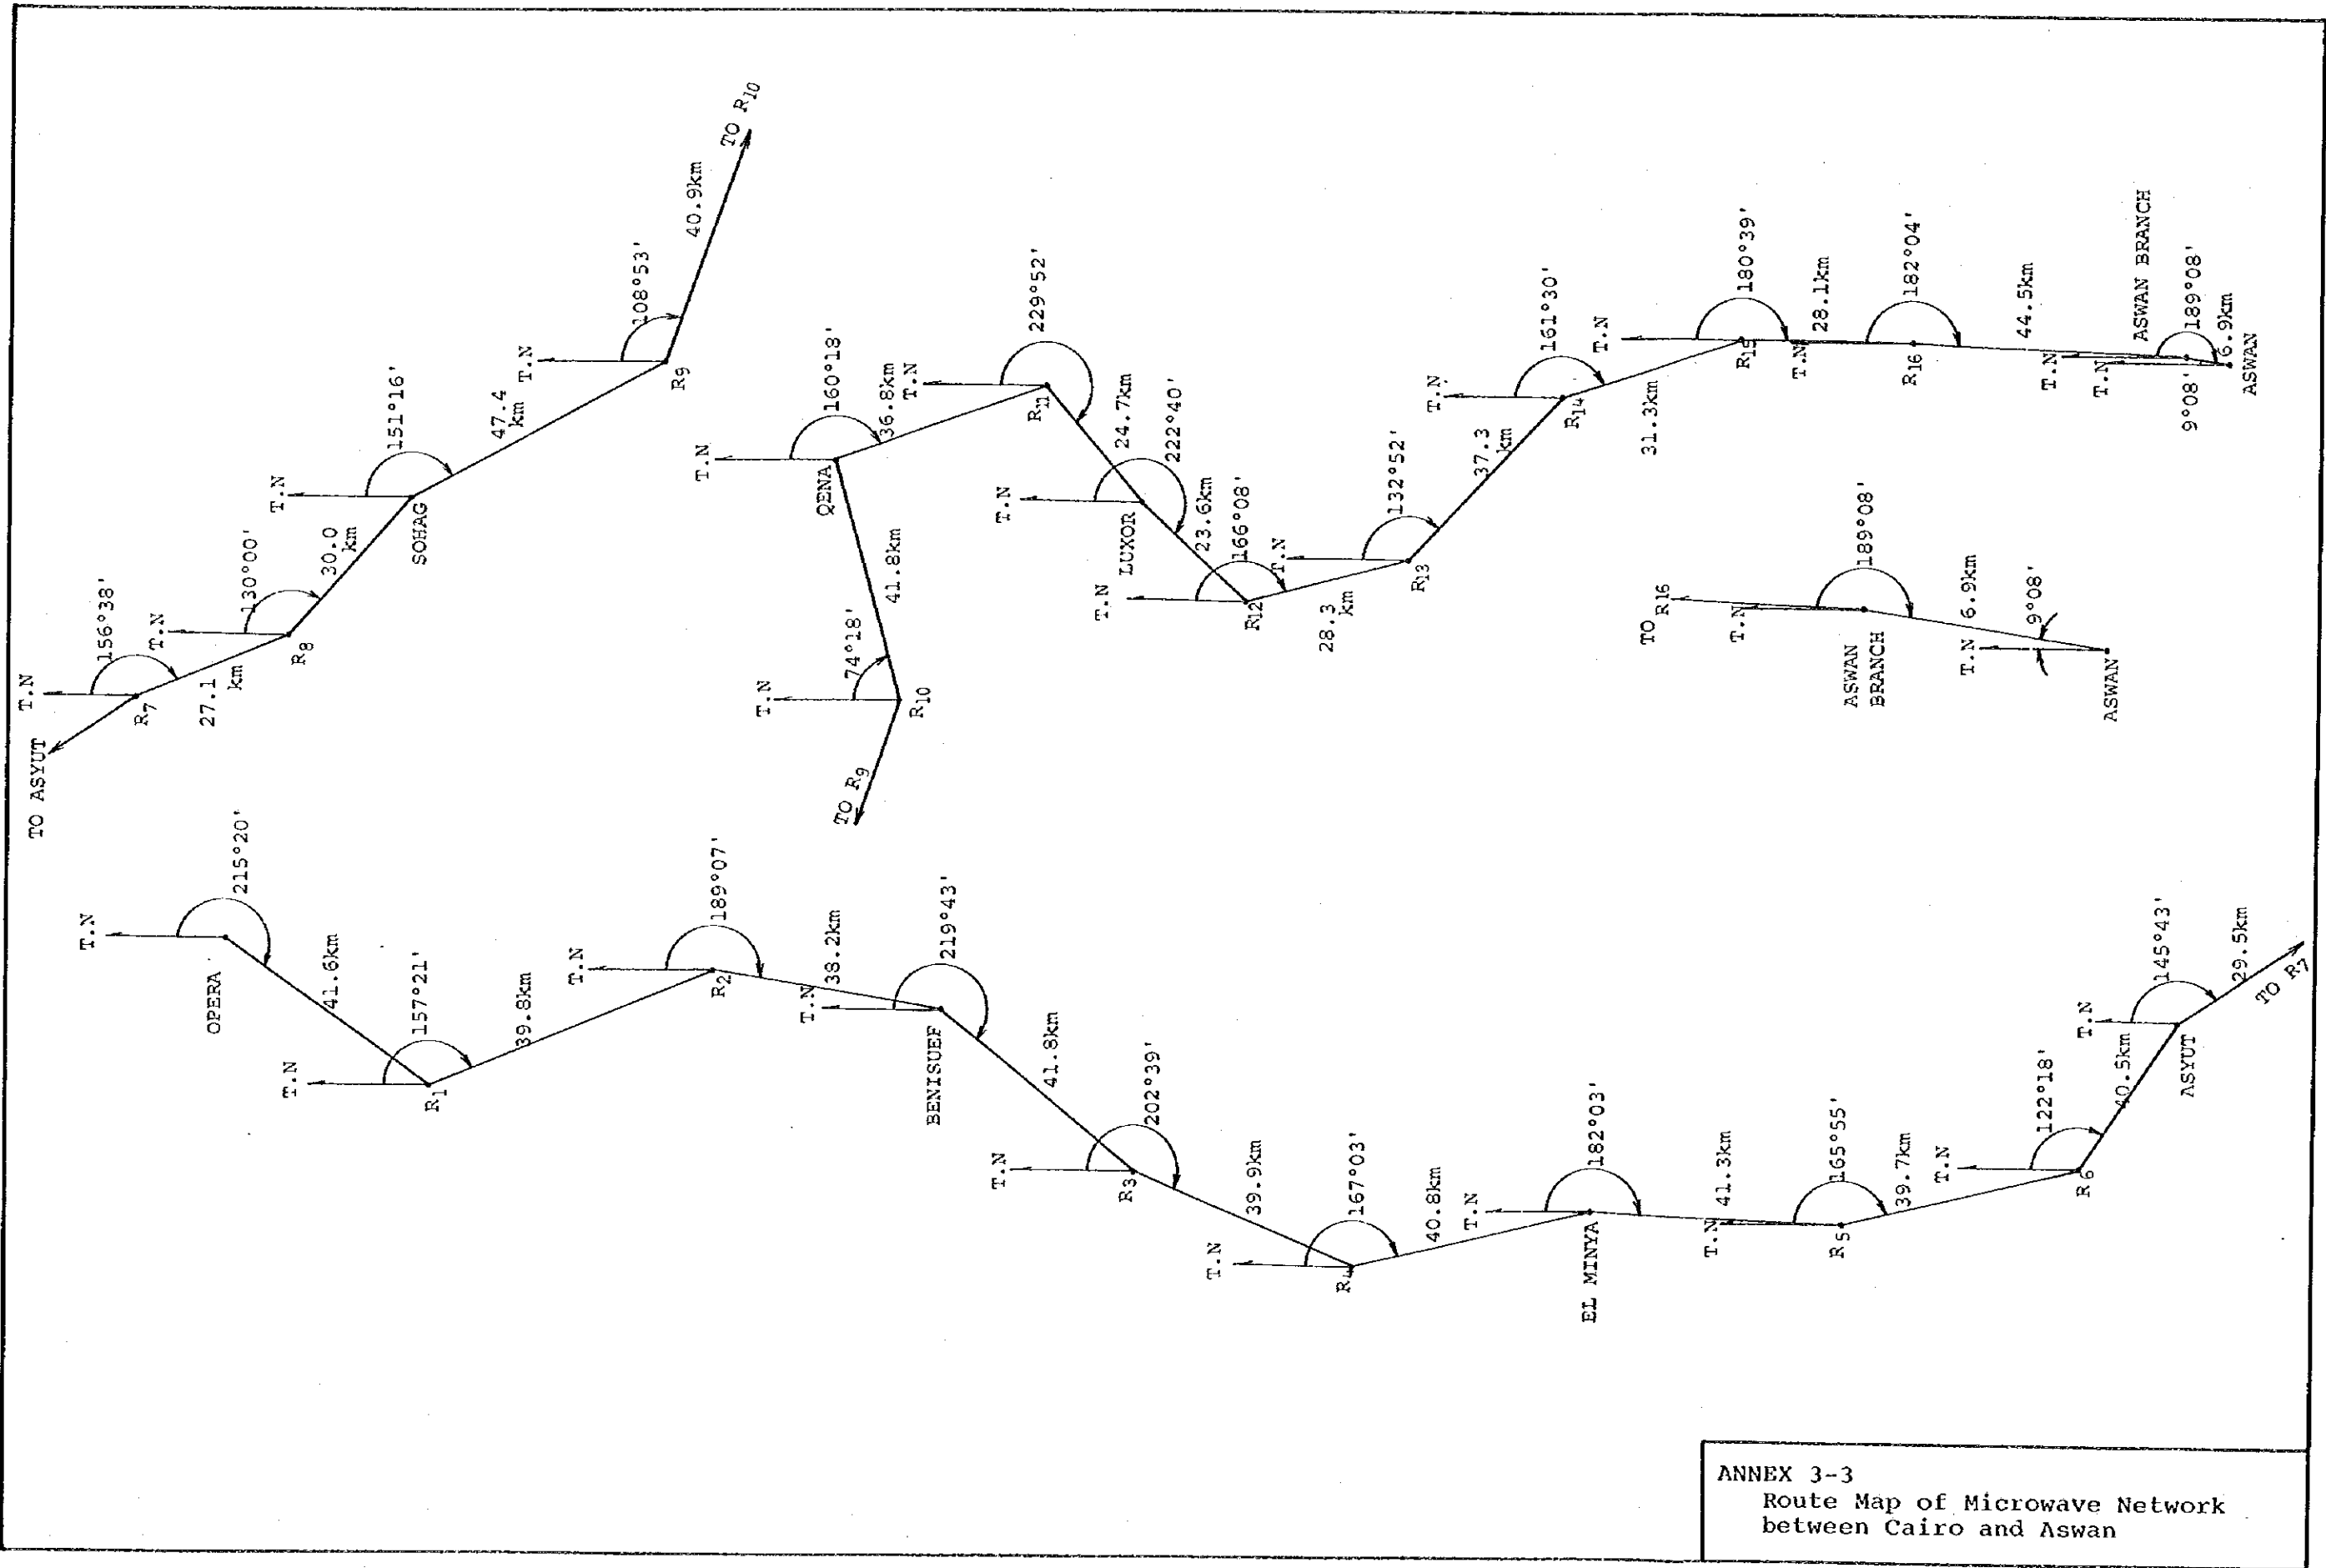 TO ASYUT
T.N
156°38'
R7
27.1
km
T.N
130°00'
R8
30.0
km
T.N
151°16'
SOHAG
47.4
km
T.N
108°53'
R9
40.9km
TO R10
T.N
215°20'
OPERA
41.6km
T.N
157°21'
R1
39.8km
T.N
189°07'
R2
38.2km
T.N
219°43'
BENISUEF
41.8km
T.N
202°39'
R3
39.9km
T.N
167°03'
R4
40.8km
T.N
182°03'
EL MINYA
41.3km
T.N
165°55'
R5
39.7km
T.N
122°18'
R6
40.5km
T.N
145°43'
ASYUT
29.5km
TO R7
TO R9
T.N
74°18'
R10
41.8km
T.N
160°18'
QENA
36.8km
T.N
229°52'
R11
24.7km
T.N
222°40'
LUXOR
23.6km
T.N
166°08'
R12
28.3
km
T.N
132°52'
R13
37.3
km
T.N
161°30'
R14
31.3km
T.N
180°39'
R15
28.1km
T.N
182°04'
R16
44.5km
T.N
ASWAN BRANCH
189°08'
T.N
6.9km
9°08'
ASWAN
TO R16
T.N
189°08'
ASWAN
BRANCH
6.9km
T.N
9°08'
ASWAN
ANNEX 3-3
Route Map of Microwave Network
between Cairo and Aswan